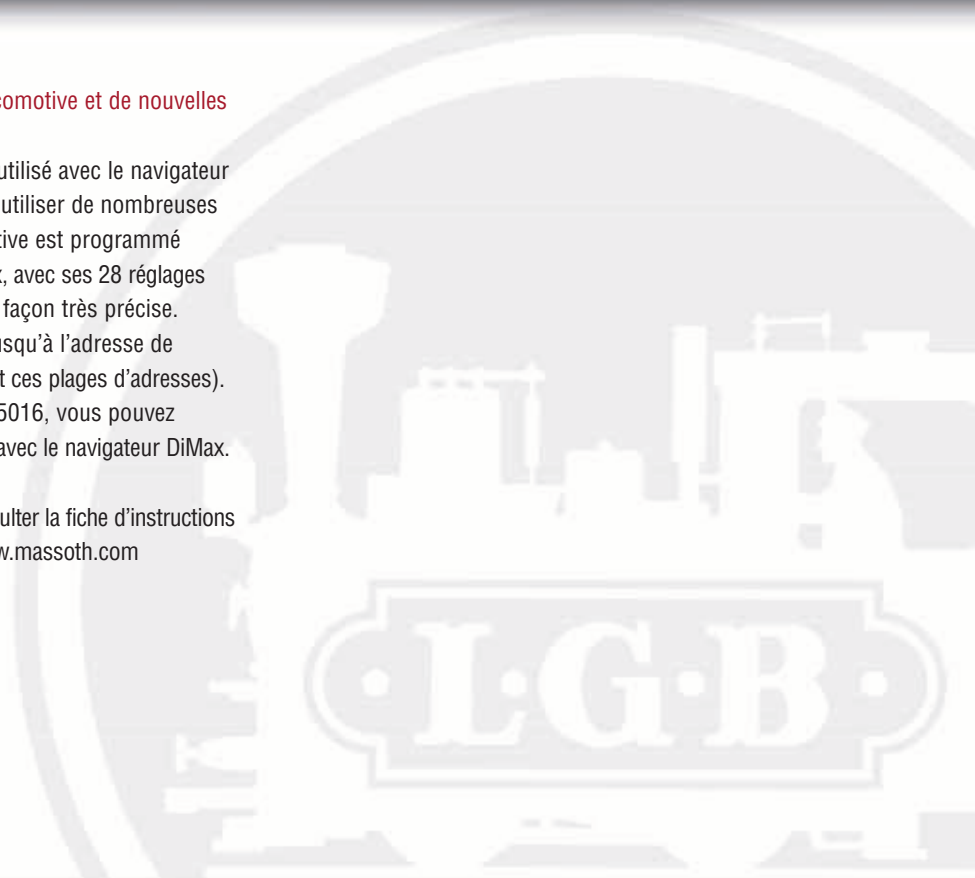 comotive et de nouvelles
utilisé avec le navigateur
utiliser de nombreuses
tive est programmé
x, avec ses 28 réglages
façon très précise.
usqu'à l'adresse de
t ces plages d'adresses).
5016, vous pouvez
avec le navigateur DiMax.
ulter la fiche d'instructions
w.massoth.com
· L·G·B ·